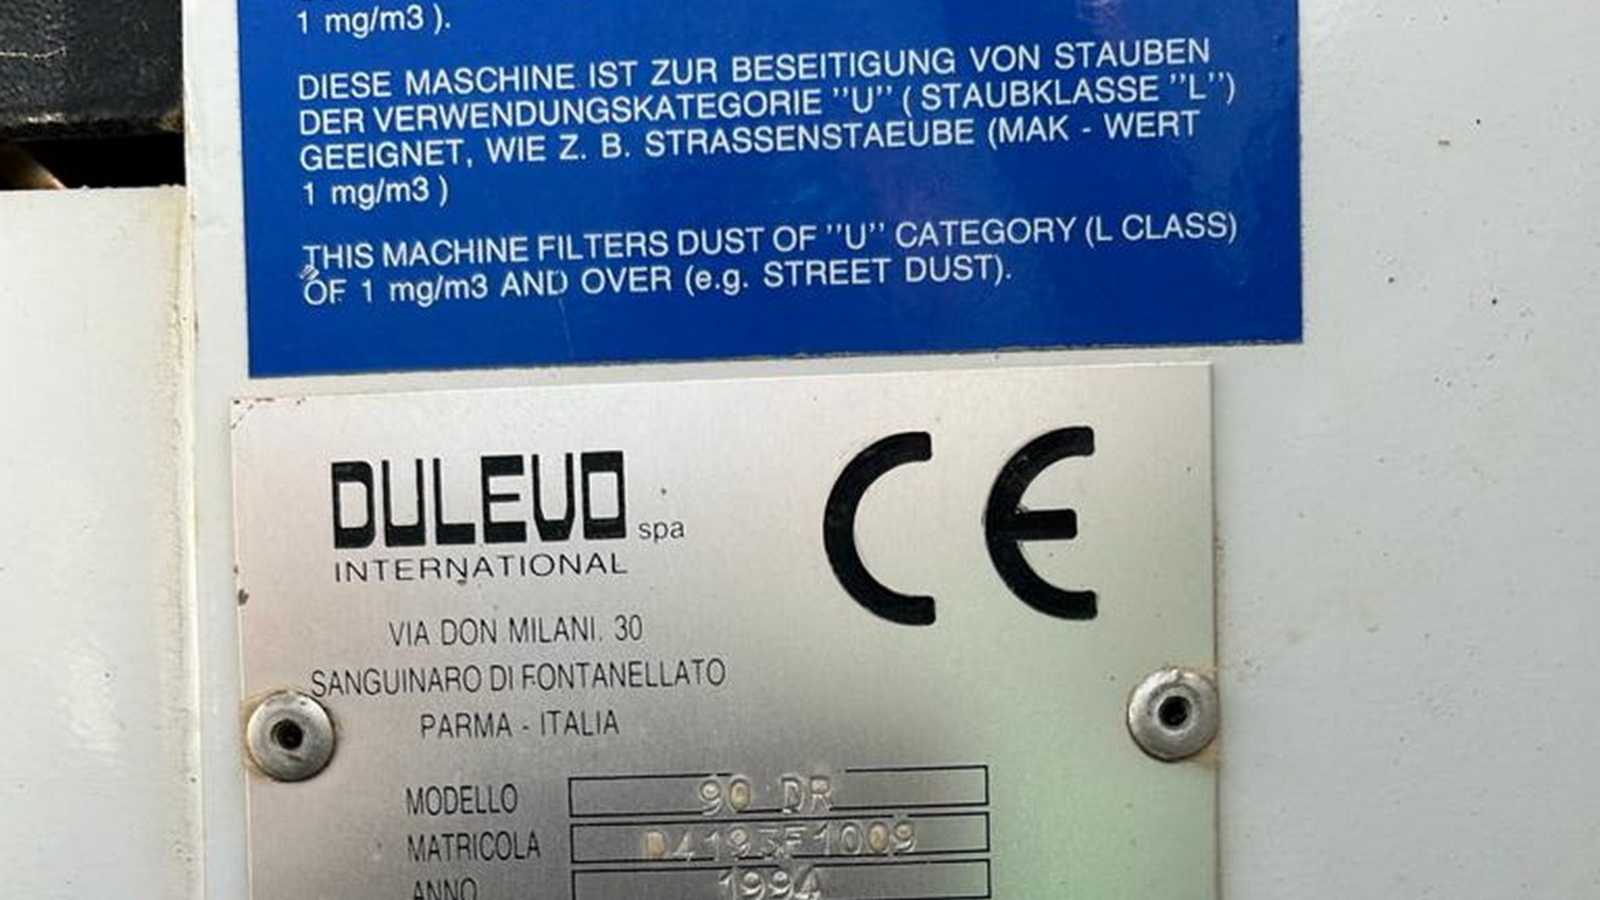 1 mg/m3 ).
DIESE MASCHINE IST ZUR BESEITIGUNG VON STAUBEN
DER VERWENDUNGSKATEGORIE "U" ( STAUBKLASSE "L")
GEEIGNET, WIE Z. B. STRASSENSTAEUBE (MAK - WERT
1 mg/m3 )
THIS MACHINE FILTERS DUST OF "U" CATEGORY (L CLASS)
OF 1 mg/m3 AND OVER (e.g. STREET DUST).
DULEVO spa
INTERNATIONAL
CE
VIA DON MILANI. 30
SANGUINARO DI FONTANELLATO
PARMA - ITALIA
MODELLO 90 DR
MATRICOLA
ANNO 1994